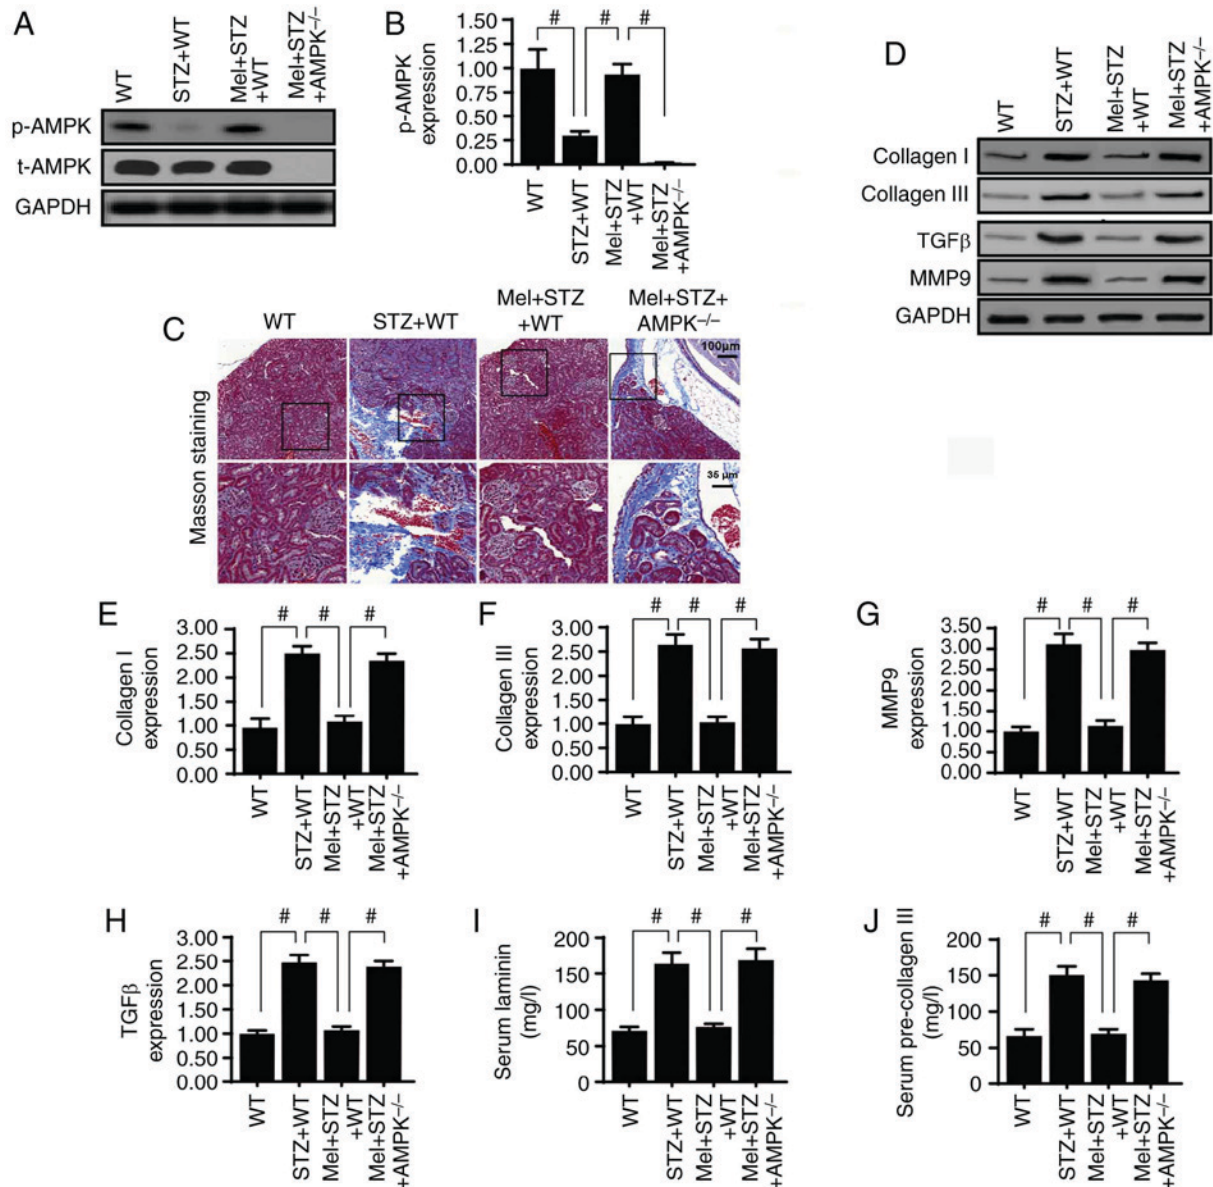 A
WT
STZ+WT
Mel+STZ
+WT
Mel+STZ
+AMPK–/–
p-AMPK
t-AMPK
GAPDH
B
p-AMPK
expression
1.50
1.25
1.00
0.75
0.50
0.25
0.00
# # #
WT
STZ+WT
Mel+STZ
+WT
Mel+STZ
+AMPK–/–
D
WT
STZ+WT
Mel+STZ
+WT
Mel+STZ
+AMPK–/–
Collagen I
Collagen III
TGFβ
MMP9
GAPDH
C
WT
STZ+WT
Mel+STZ
+WT
Mel+STZ+
AMPK–/–
Masson staining
100μm
35 μm
E
Collagen I
expression
3.00
2.50
2.00
1.50
1.00
0.50
0.00
# # #
WT
STZ+WT
Mel+STZ
+WT
Mel+STZ
+AMPK–/–
F
Collagen III
expression
3.00
2.50
2.00
1.50
1.00
0.50
0.00
# # #
WT
STZ+WT
Mel+STZ
+WT
Mel+STZ
+AMPK–/–
G
MMP9
expression
3.50
3.00
2.50
2.00
1.50
1.00
0.50
0.00
# # #
WT
STZ+WT
Mel+STZ
+WT
Mel+STZ
+AMPK–/–
H
TGFβ
expression
3.00
2.50
2.00
1.50
1.00
0.50
0.00
# # #
WT
STZ+WT
Mel+STZ
+WT
Mel+STZ
+AMPK–/–
I
Serum laminin
(mg/l)
200
150
100
50
0
# # #
WT
STZ+WT
Mel+STZ
+WT
Mel+STZ
+AMPK–/–
J
Serum pre-collagen III
(mg/l)
200
150
100
50
0
# # #
WT
STZ+WT
Mel+STZ
+WT
Mel+STZ
+AMPK–/–